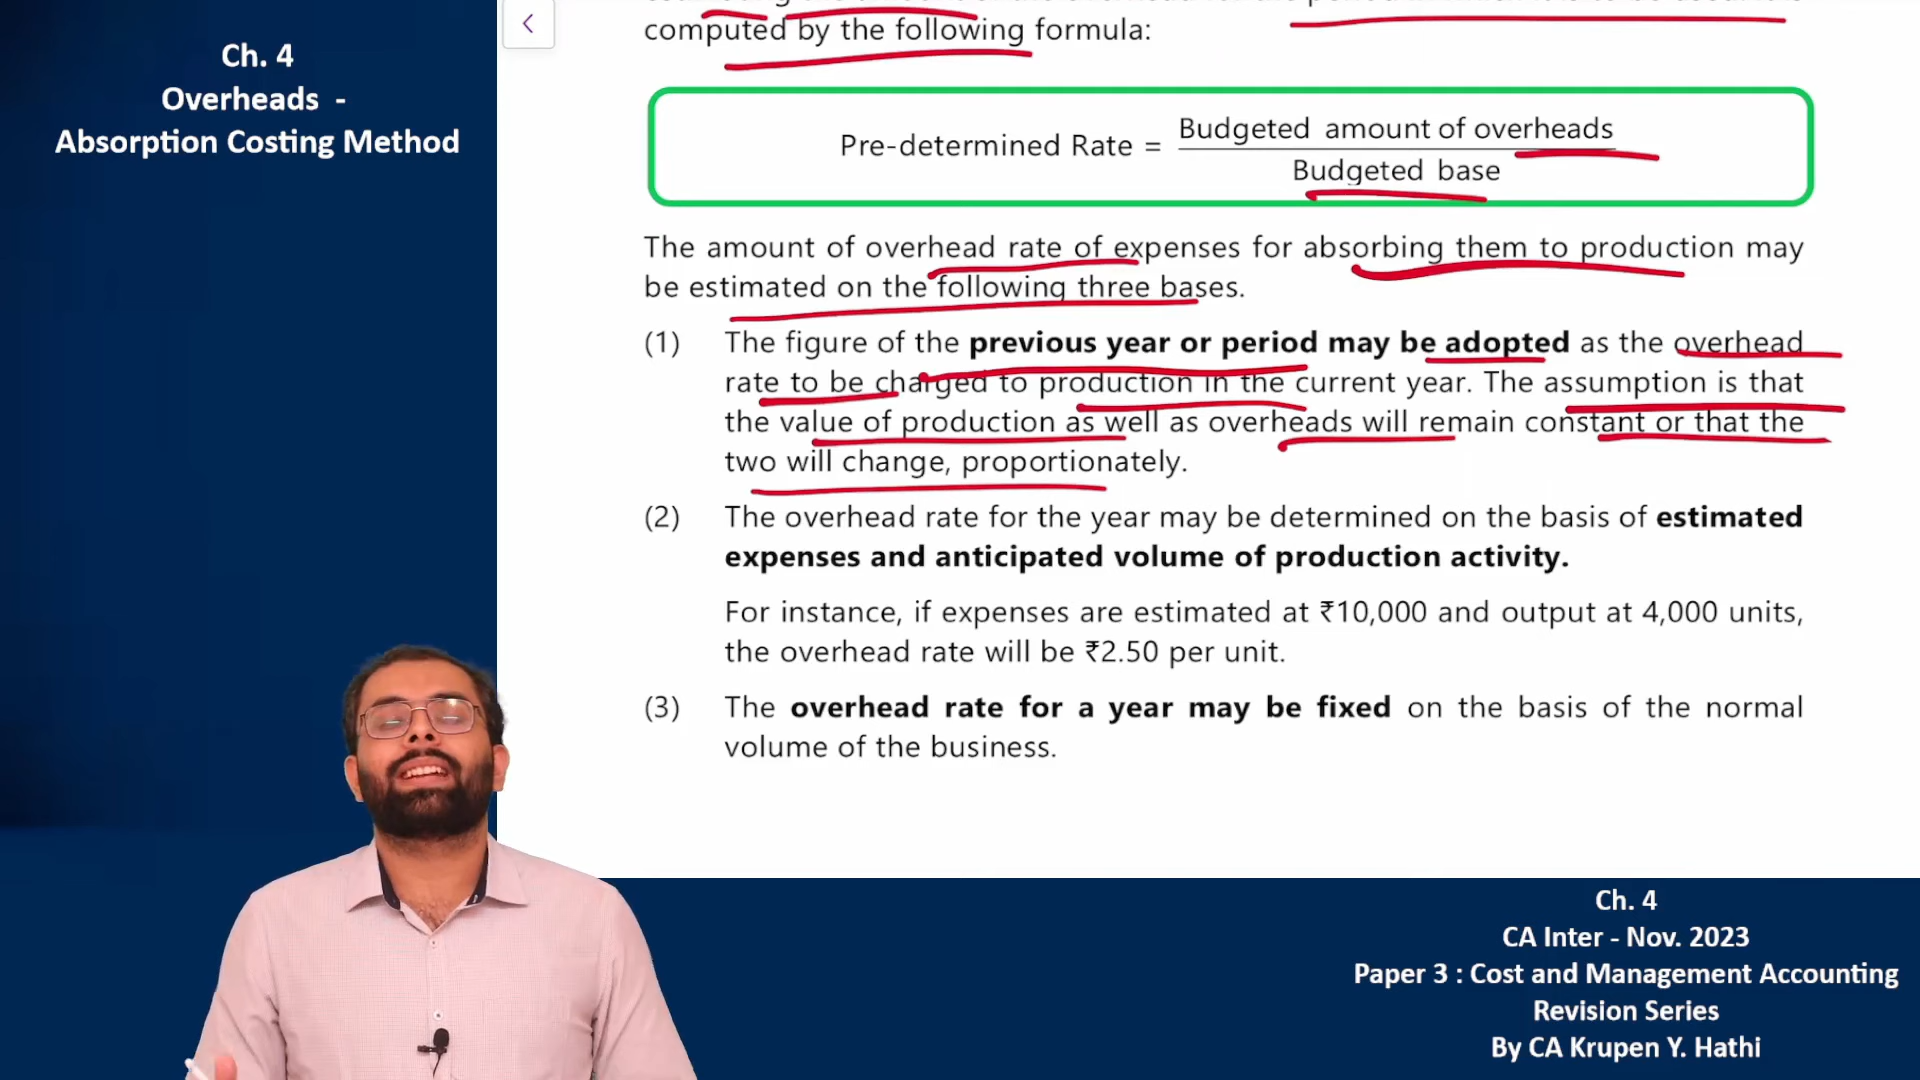 Ch. 4
Overheads -
Absorption Costing Method
computed by the following formula:
Pre-determined Rate = Budgeted amount of overheads
Budgeted base
The amount of overhead rate of expenses for absorbing them to production may
be estimated on the following three bases.
(1) The figure of the previous year or period may be adopted as the overhead
rate to be charged to production in the current year. The assumption is that
the value of production as well as overheads will remain constant or that the
two will change, proportionately.
(2) The overhead rate for the year may be determined on the basis of estimated
expenses and anticipated volume of production activity.
For instance, if expenses are estimated at ₹10,000 and output at 4,000 units,
the overhead rate will be ₹2.50 per unit.
(3) The overhead rate for a year may be fixed on the basis of the normal
volume of the business.
Ch. 4
CA Inter - Nov. 2023
Paper 3 : Cost and Management Accounting
Revision Series
By CA Krupen Y. Hathi